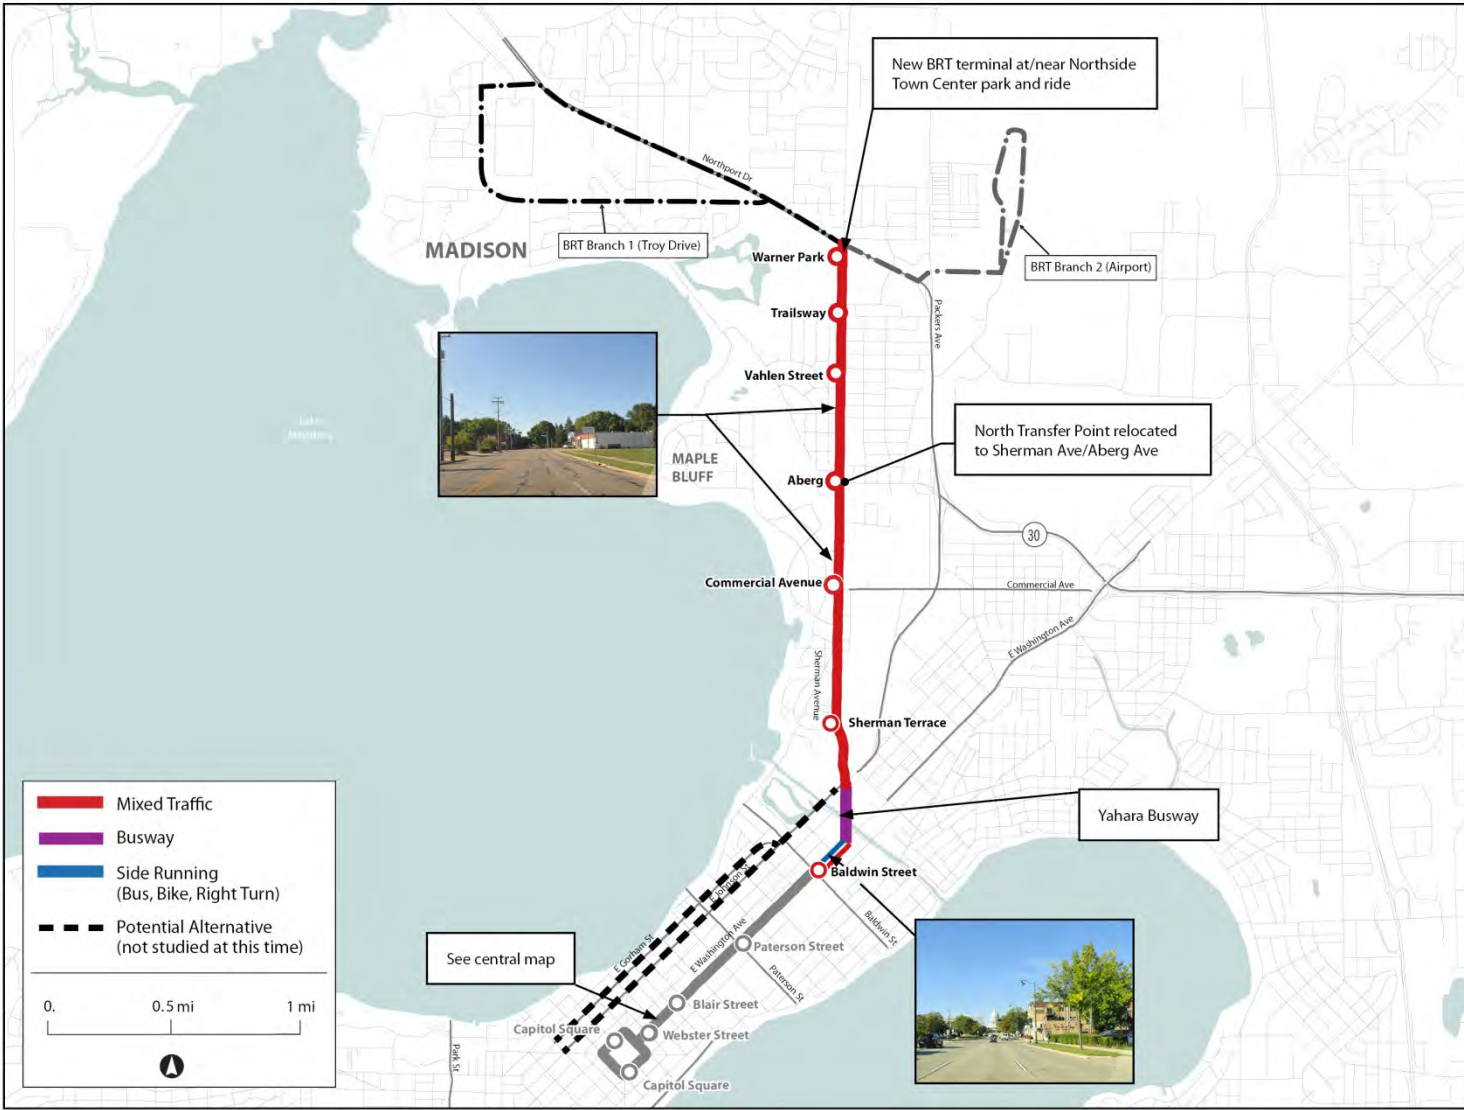 New BRT terminal at/near Northside
Town Center park and ride
Northport Dr
BRT Branch 1 (Troy Drive)
MADISON
Warner Park
BRT Branch 2 (Airport)
Trailsway
Packers Ave
Vahlen Street
Lake
Mendota
MAPLE
BLUFF
North Transfer Point relocated
to Sherman Ave/Aberg Ave
Aberg
30
Commercial Avenue
Commercial Ave
E Washington Ave
Sherman Avenue
Sherman Terrace
Yahara Busway
Mixed Traffic
Busway
Side Running
(Bus, Bike, Right Turn)
Potential Alternative
(not studied at this time)
0.
0.5 mi
1 mi
Baldwin Street
E Johnson St
Baldwin St
E Gorham St
E Washington Ave
Paterson Street
Paterson St
See central map
Blair Street
Webster Street
Capitol Square
Capitol Square
Park St